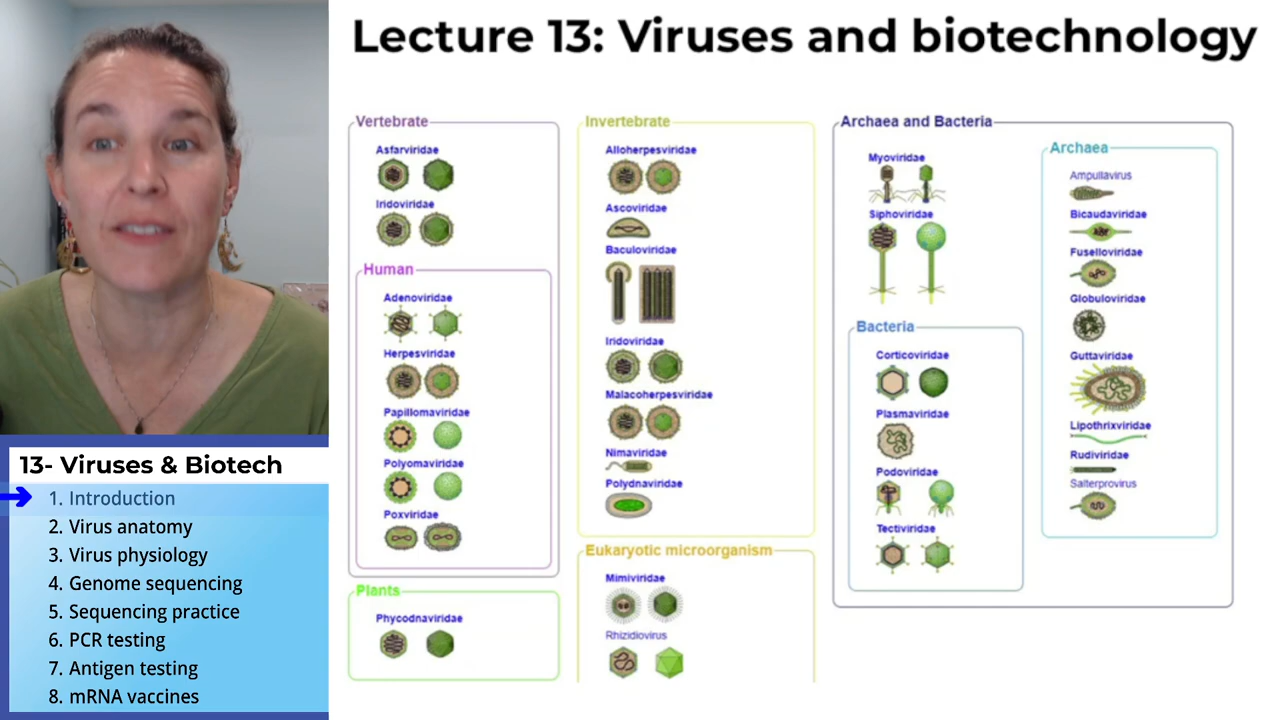 Lecture 13: Viruses and biotechnology
Vertebrate
Asfarviridae
Iridoviridae
Human
Adenoviridae
Herpesviridae
Papillomaviridae
Polyomaviridae
Poxviridae
Plants
Phycodnaviridae
Invertebrate
Alloherpesviridae
Ascoviridae
Baculoviridae
Iridoviridae
Malacoherpesviridae
Nimaviridae
Polydnaviridae
Eukaryotic microorganism
Mimiviridae
Rhizidiovirus
Archaea and Bacteria
Myoviridae
Siphoviridae
Bacteria
Corticoviridae
Plasmaviridae
Podoviridae
Tectiviridae
Archaea
Ampullavirus
Bicaudaviridae
Fuselloviridae
Globuloviridae
Guttaviridae
Lipothrixviridae
Rudiviridae
Salterprovirus
13- Viruses & Biotech
1. Introduction
2. Virus anatomy
3. Virus physiology
4. Genome sequencing
5. Sequencing practice
6. PCR testing
7. Antigen testing
8. mRNA vaccines